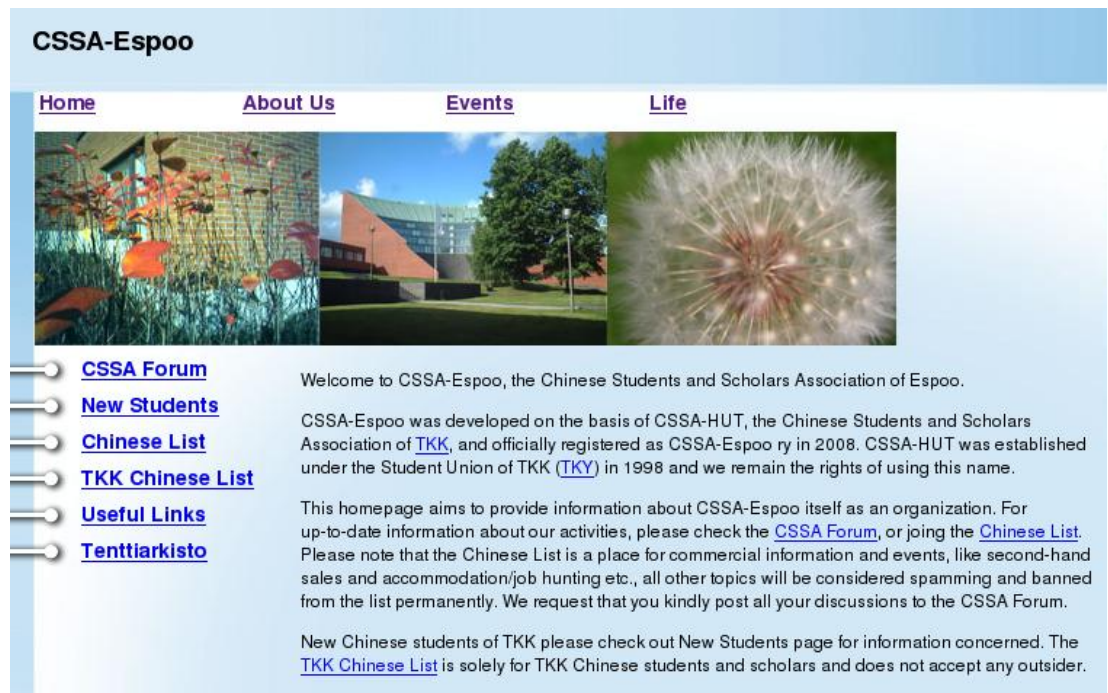 CSSA-Espoo
Home About Us Events Life
CSSA Forum
New Students
Chinese List
TKK Chinese List
Useful Links
Tenttiarkisto
Welcome to CSSA-Espoo, the Chinese Students and Scholars Association of Espoo.
CSSA-Espoo was developed on the basis of CSSA-HUT, the Chinese Students and Scholars
Association of TKK, and officially registered as CSSA-Espoo ry in 2008. CSSA-HUT was established
under the Student Union of TKK (TKY) in 1998 and we remain the rights of using this name.
This homepage aims to provide information about CSSA-Espoo itself as an organization. For
up-to-date information about our activities, please check the CSSA Forum, or joing the Chinese List.
Please note that the Chinese List is a place for commercial information and events, like second-hand
sales and accommodation/job hunting etc., all other topics will be considered spamming and banned
from the list permanently. We request that you kindly post all your discussions to the CSSA Forum.
New Chinese students of TKK please check out New Students page for information concerned. The
TKK Chinese List is solely for TKK Chinese students and scholars and does not accept any outsider.